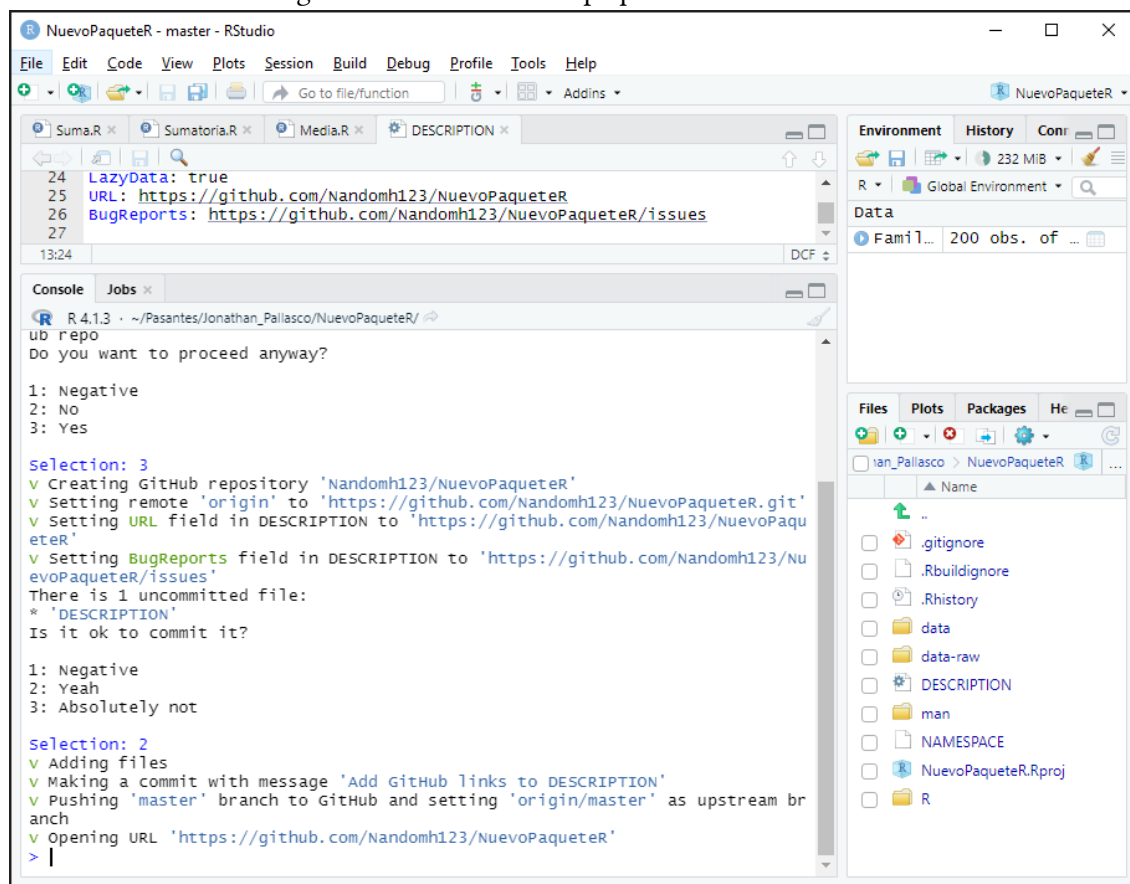 NuevoPaqueteR - master - RStudio
File Edit Code View Plots Session Build Debug Profile Tools Help
Go to file/function Addins NuevoPaqueteR
Suma.R Sumatoria.R Media.R DESCRIPTION
24 LazyData: true
25 URL: https://github.com/Nandomh123/NuevoPaqueteR
26 BugReports: https://github.com/Nandomh123/NuevoPaqueteR/issues
27
13:24 DCF
Console Jobs
R 4.1.3 · ~/Pasantes/Jonathan_Pallasco/NuevoPaqueteR/
ub repo
Do you want to proceed anyway?
1: Negative
2: No
3: Yes
Selection: 3
v Creating GitHub repository 'Nandomh123/NuevoPaqueteR'
v Setting remote 'origin' to 'https://github.com/Nandomh123/NuevoPaqueteR.git'
v Setting URL field in DESCRIPTION to 'https://github.com/Nandomh123/NuevoPaqu
eteR'
v Setting BugReports field in DESCRIPTION to 'https://github.com/Nandomh123/Nu
evoPaqueteR/issues'
There is 1 uncommitted file:
* 'DESCRIPTION'
Is it ok to commit it?
1: Negative
2: Yeah
3: Absolutely not
Selection: 2
v Adding files
v Making a commit with message 'Add GitHub links to DESCRIPTION'
v Pushing 'master' branch to GitHub and setting 'origin/master' as upstream br
anch
v Opening URL 'https://github.com/Nandomh123/NuevoPaqueteR'
>
Environment History Conr
232 MiB
R Global Environment
Data
Famil… 200 obs. of …
Files Plots Packages He
an_Pallasco > NuevoPaqueteR ...
Name
..
.gitignore
.Rbuildignore
.Rhistory
data
data-raw
DESCRIPTION
man
NAMESPACE
NuevoPaqueteR.Rproj
R